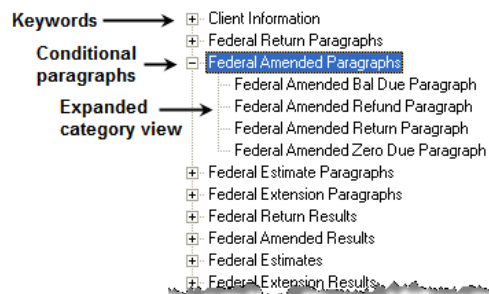 Keywords
Client Information
Federal Return Paragraphs
Conditional
paragraphs
Federal Amended Paragraphs
Federal Amended Bal Due Paragraph
Expanded
category view
Federal Amended Refund Paragraph
Federal Amended Return Paragraph
Federal Amended Zero Due Paragraph
Federal Estimate Paragraphs
Federal Extension Paragraphs
Federal Return Results
Federal Amended Results
Federal Estimates
Federal Extension Results